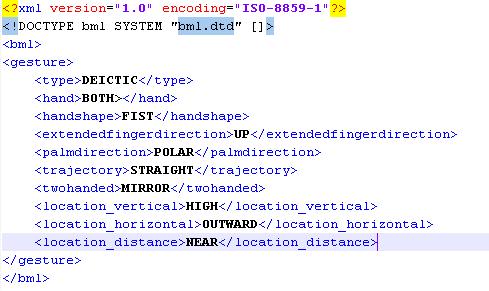 <?xml version="1.0" encoding="ISO-8859-1"?>
<!DOCTYPE bml SYSTEM "bml.dtd" []>
<bml>
<gesture>
<type>DEICTIC</type>
<hand>BOTH></hand>
<handshape>FIST</handshape>
<extendedfingerdirection>UP</extendedfingerdirection>
<palmdirection>POLAR</palmdirection>
<trajectory>STRAIGHT</trajectory>
<twohanded>MIRROR</twohanded>
<location_vertical>HIGH</location_vertical>
<location_horizontal>OUTWARD</location_horizontal>
<location_distance>NEAR</location_distance>
</gesture>
</bml>